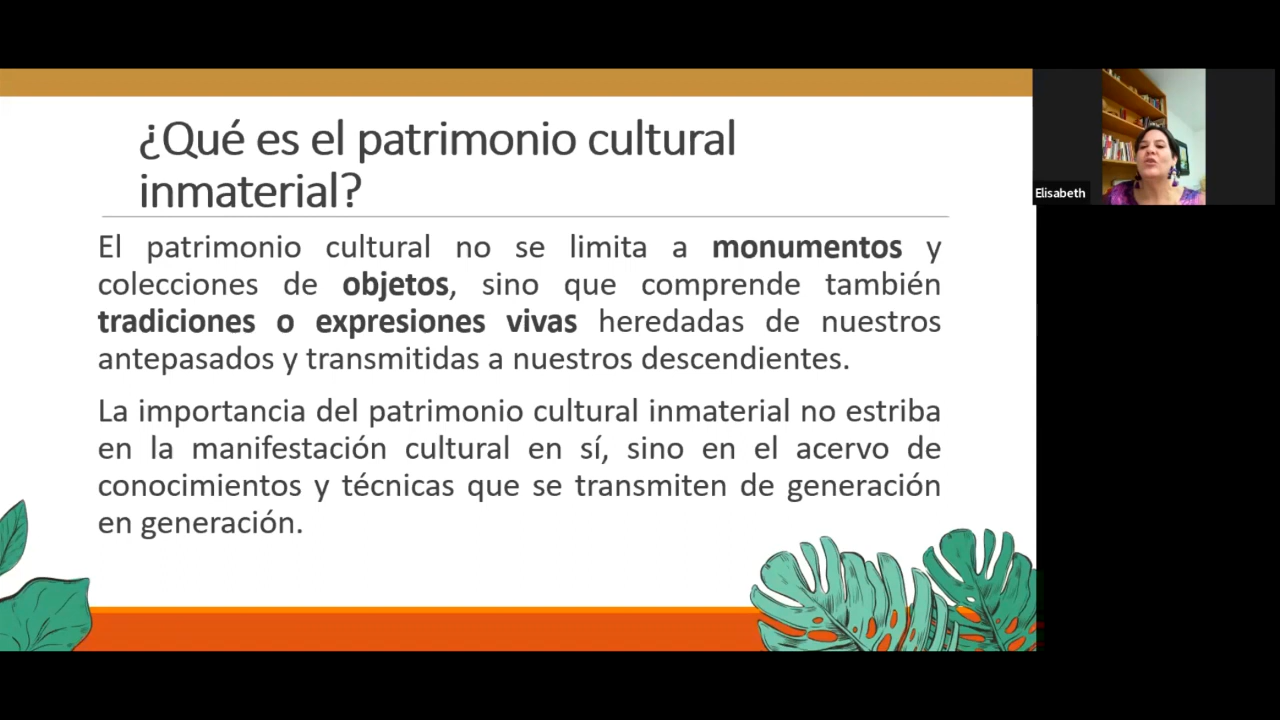 ¿Qué es el patrimonio cultural
inmaterial?
El patrimonio cultural no se limita a monumentos y
colecciones de objetos, sino que comprende también
tradiciones o expresiones vivas heredadas de nuestros
antepasados y transmitidas a nuestros descendientes.
La importancia del patrimonio cultural inmaterial no estriba
en la manifestación cultural en sí, sino en el acervo de
conocimientos y técnicas que se transmiten de generación
en generación.
Elisabeth